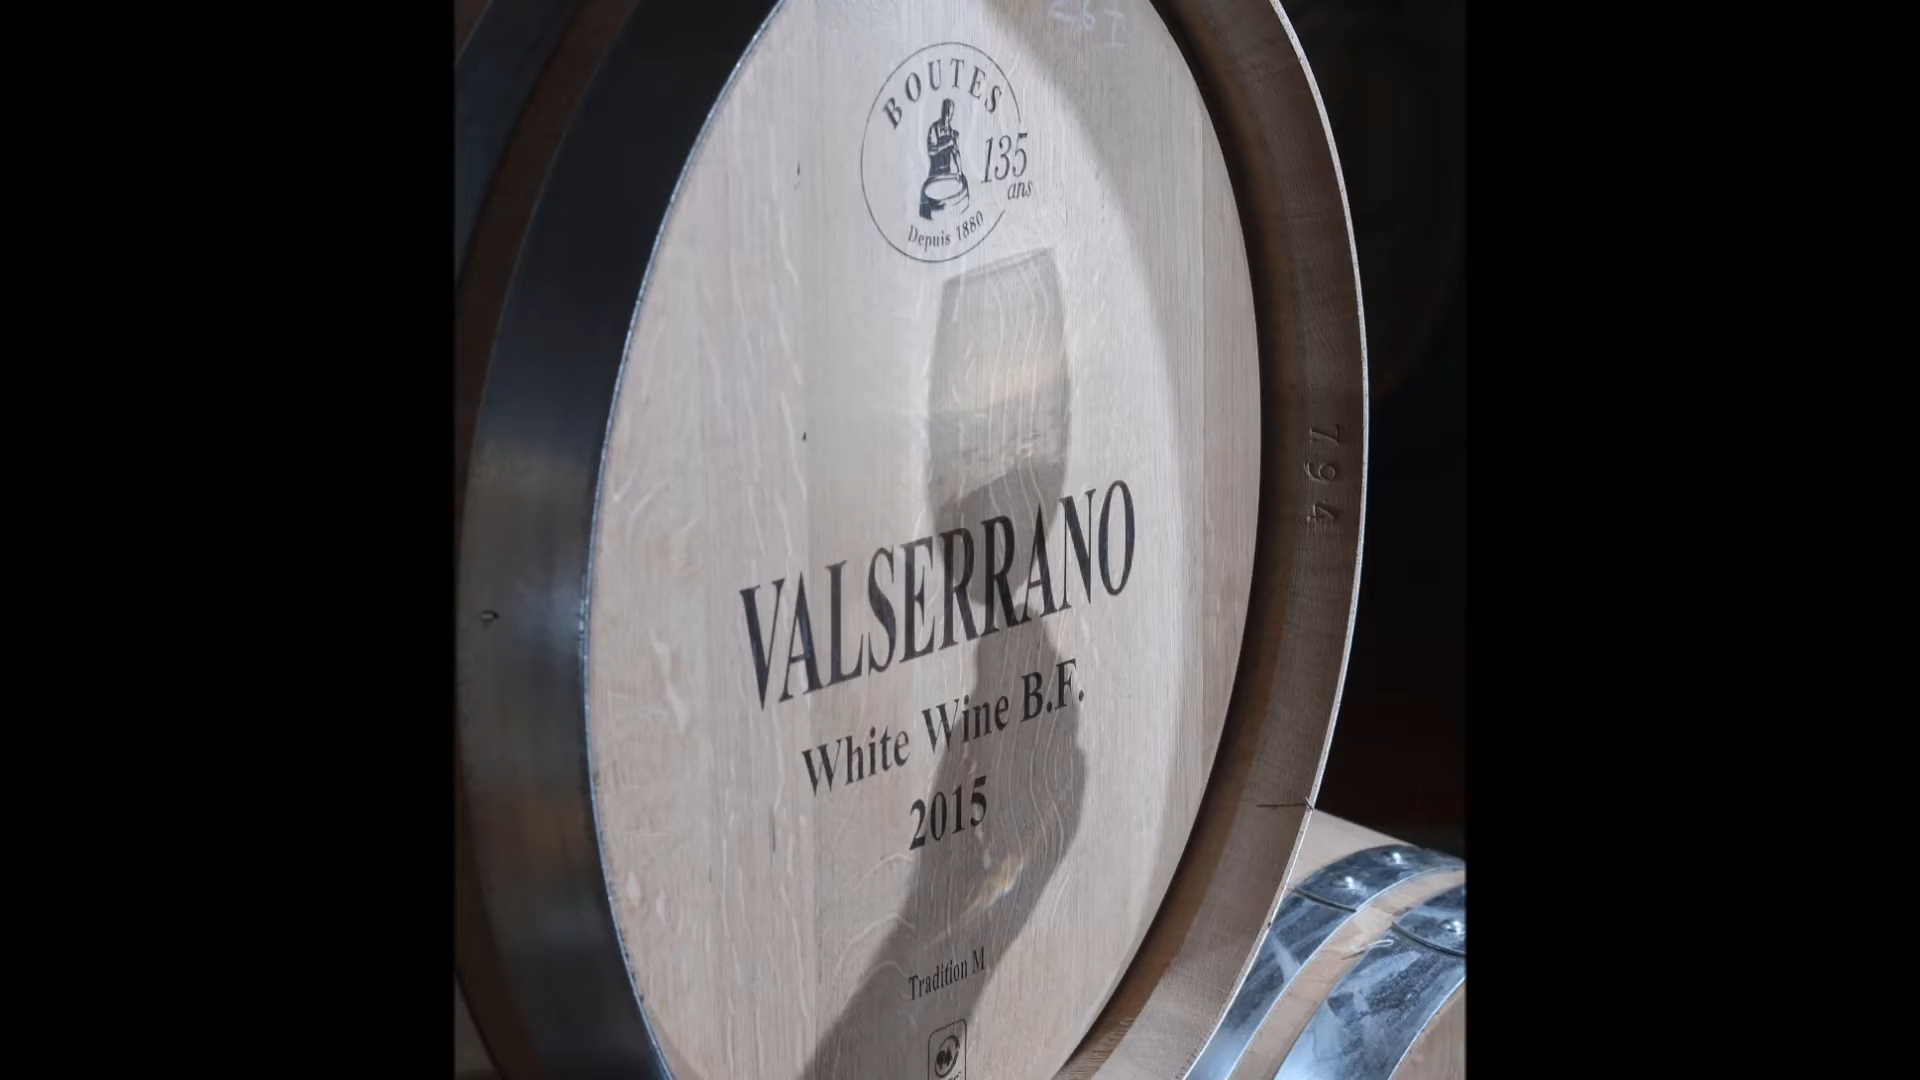 BOUTES
135
ans
Depuis 1880
VALSERRANO
White Wine B.F.
2015
Tradition M
794